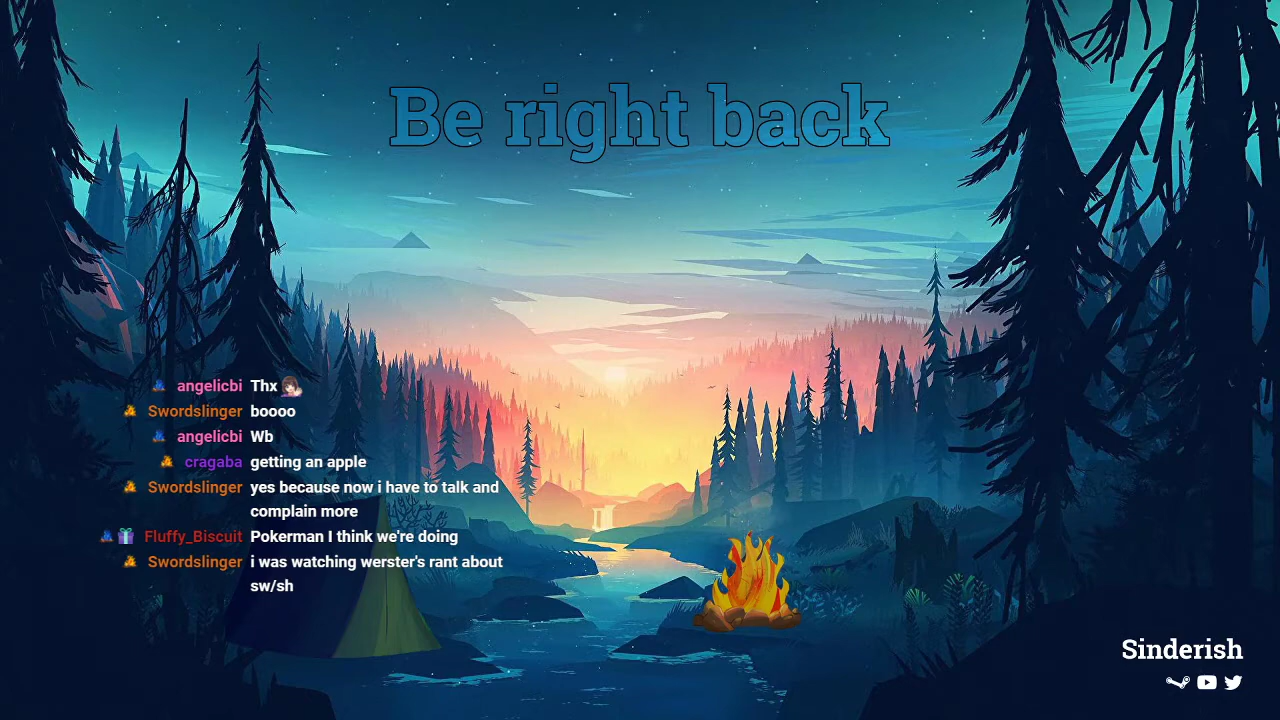 Be right back
angelicbi Thx
Swordslinger boooo
angelicbi Wb
cragaba getting an apple
Swordslinger yes because now i have to talk and
complain more
Fluffy_Biscuit Pokerman I think we're doing
Swordslinger i was watching werster's rant about
sw/sh
Sinderish